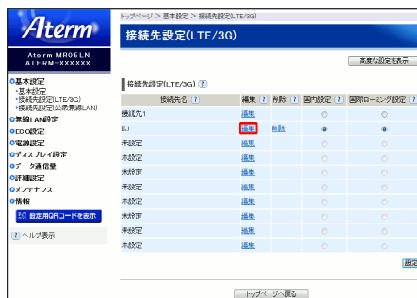 トップページ > 基本設定 > 接続先設定(LTE/3G)
Aterm
接続先設定(LTE/3G)
Aterm MR05LN
ATERM-XXXXXX
高度な設定を表示
基本設定
・基本設定
・接続先設定(LTE/3G)
・接続先設定(公衆無線LAN)
無線LAN設定
ECO設定
電源設定
ディスプレイ設定
データ通信量
詳細設定
メンテナンス
情報
設定用QRコードを表示
? ヘルプ表示
接続先設定(LTE/3G) ?
接続先名 ? 編集 ? 削除 ? 国内設定 ? 国際ローミング設定 ?
接続先1 編集
IIJ 編集 削除
未設定 編集
未設定 編集
未設定 編集
未設定 編集
未設定 編集
未設定 編集
未設定 編集
未設定 編集
設定
トップページへ戻る